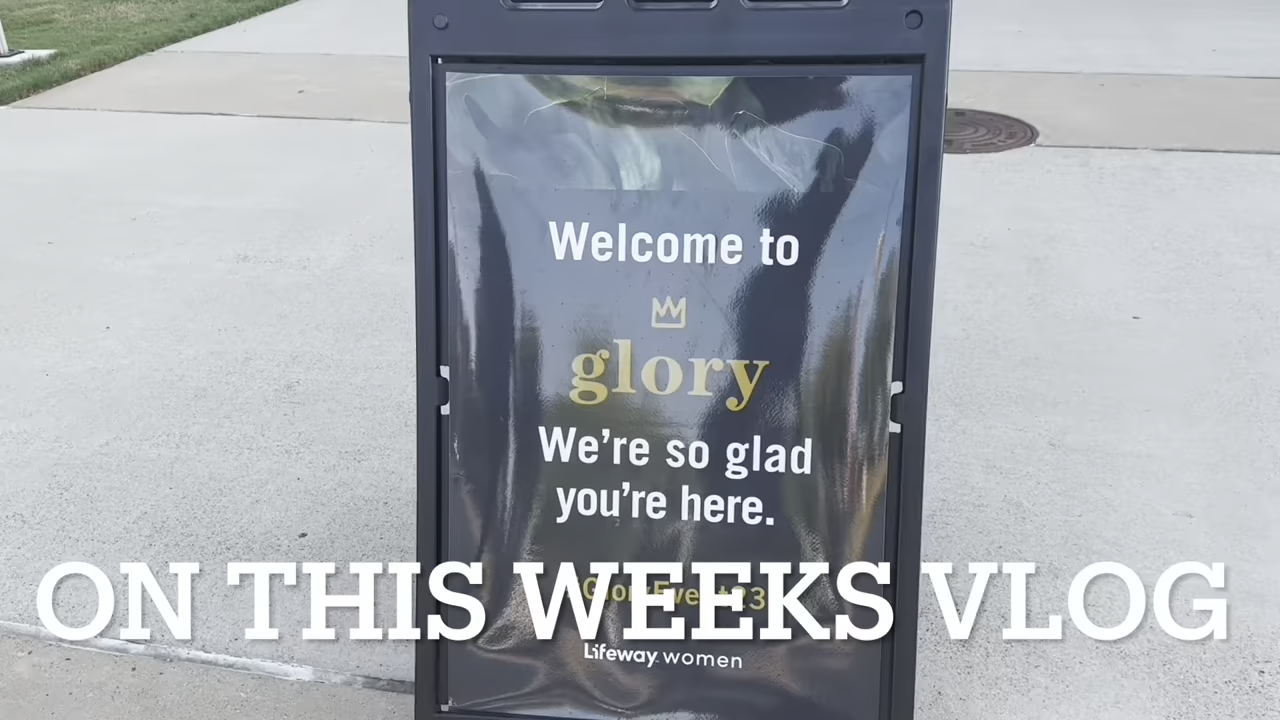 Welcome to
glory
We're so glad
you're here.
ON THIS WEEKS VLOG
Lifeway women